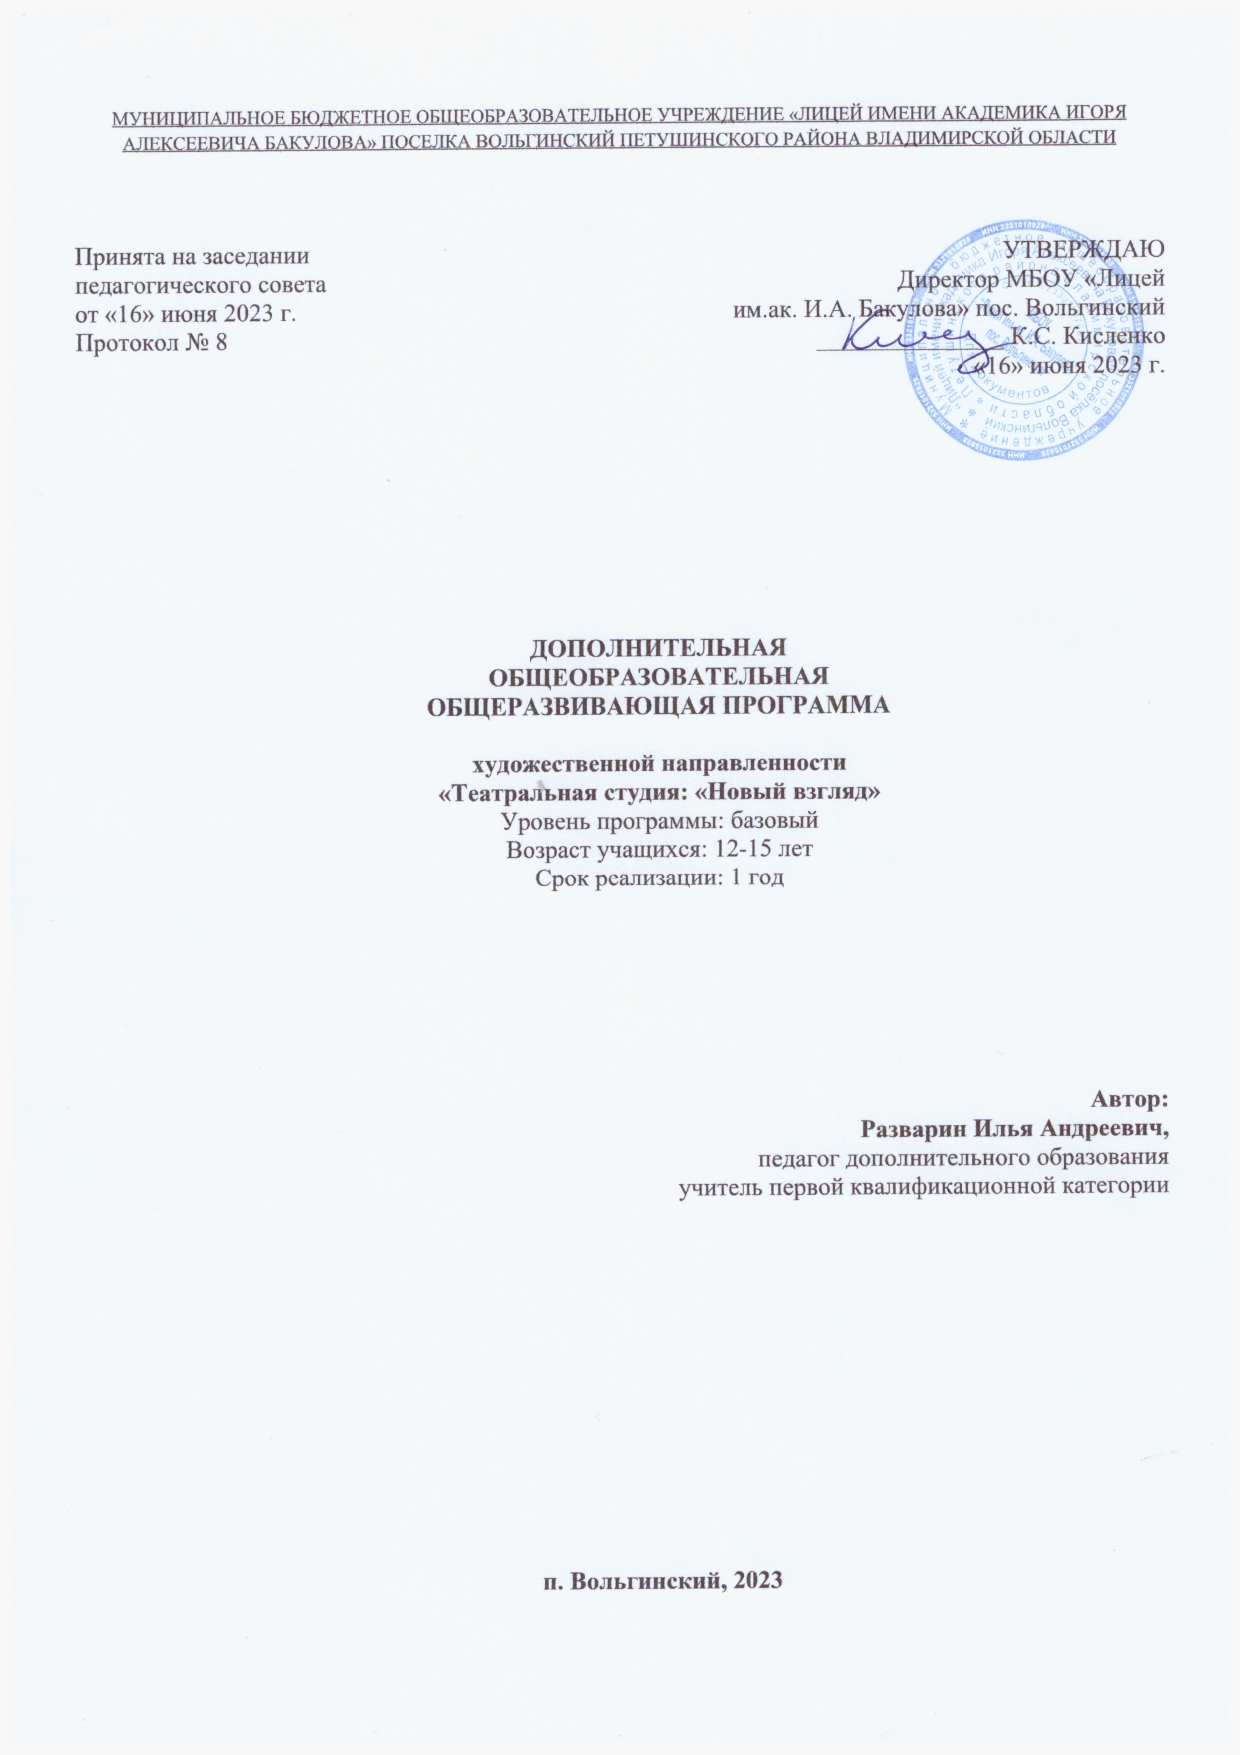 МУНИЦИПАЛЬНОЕ БЮДЖЕТНОЕ ОБЩЕОБРАЗОВАТЕЛЬНОЕ УЧРЕЖДЕНИЕ «ЛИЦЕЙ ИМЕНИ АКАДЕМИКА ИГОРЯ
АЛЕКСЕЕВИЧА БАКУЛОВА» ПОСЕЛКА ВОЛЬГИНСКИЙ ПЕТУШИНСКОГО РАЙОНА ВЛАДИМИРСКОЙ ОБЛАСТИ
Принята на заседании
педагогического совета
от «16» июня 2023 г.
Протокол № 8
УТВЕРЖДАЮ
Директор МБОУ «Лицей
им.ак. И.А. Бакулова» пос. Вольгинский
К.С. Кисленко
«16» июня 2023 г.
ДОПОЛНИТЕЛЬНАЯ
ОБЩЕОБРАЗОВАТЕЛЬНАЯ
ОБЩЕРАЗВИВАЮЩАЯ ПРОГРАММА
художественной направленности
«Театральная студия: «Новый взгляд»
Уровень программы: базовый
Возраст учащихся: 12-15 лет
Срок реализации: 1 год
Автор:
Разварин Илья Андреевич,
педагог дополнительного образования
учитель первой квалификационной категории
п. Вольгинский, 2023